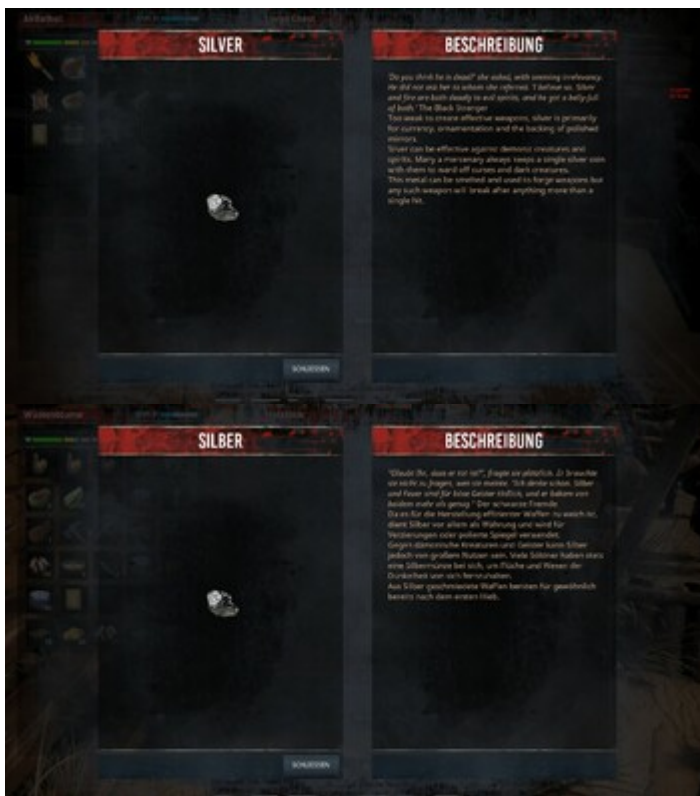 SILVER
BESCHREIBUNG
'Do you think he is dead?' she asked, with seeming irrelevancy.
He did not ask her to whom she referred. 'I believe so. Silver
and fire are both deadly to evil spirits, and he got a belly-full
of both.' The Black Stranger
Too weak to create effective weapons, silver is primarily
for currency, ornamentation and the backing of polished
mirrors.
Silver can be effective against demonic creatures and
spirits. Many a mercenary always keeps a single silver coin
with them to ward off curses and dark creatures.
This metal can be smelted and used to forge weapons but
any such weapon will break after anything more than a
single hit.
SCHLIESSEN
SILBER
BESCHREIBUNG
"Glaubt Ihr, dass er tot ist?", fragte sie plötzlich. Er brauchte
sie nicht zu fragen, wen sie meinte. "Ich denke schon. Silber
und Feuer sind für böse Geister tödlich, und er bekam von
beidem mehr als genug." Der schwarze Fremde
Da es für die Herstellung effizienter Waffen zu weich ist,
dient Silber vor allem als Währung und wird für
Verzierungen oder polierte Spiegel verwendet.
Gegen dämonische Kreaturen und Geister kann Silber
jedoch von großem Nutzen sein. Viele Söldner haben stets
eine Silbermünze bei sich, um Flüche und Wesen der
Dunkelheit von sich fernzuhalten.
Aus Silber geschmiedete Waffen bersten für gewöhnlich
bereits nach dem ersten Hieb.
SCHLIESSEN